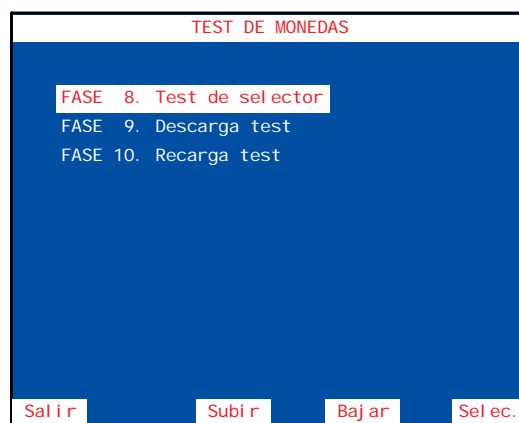 TEST DE MONEDAS
FASE 8. Test de selector
FASE 9. Descarga test
FASE 10. Recarga test
Salir Subir Bajar Selec.